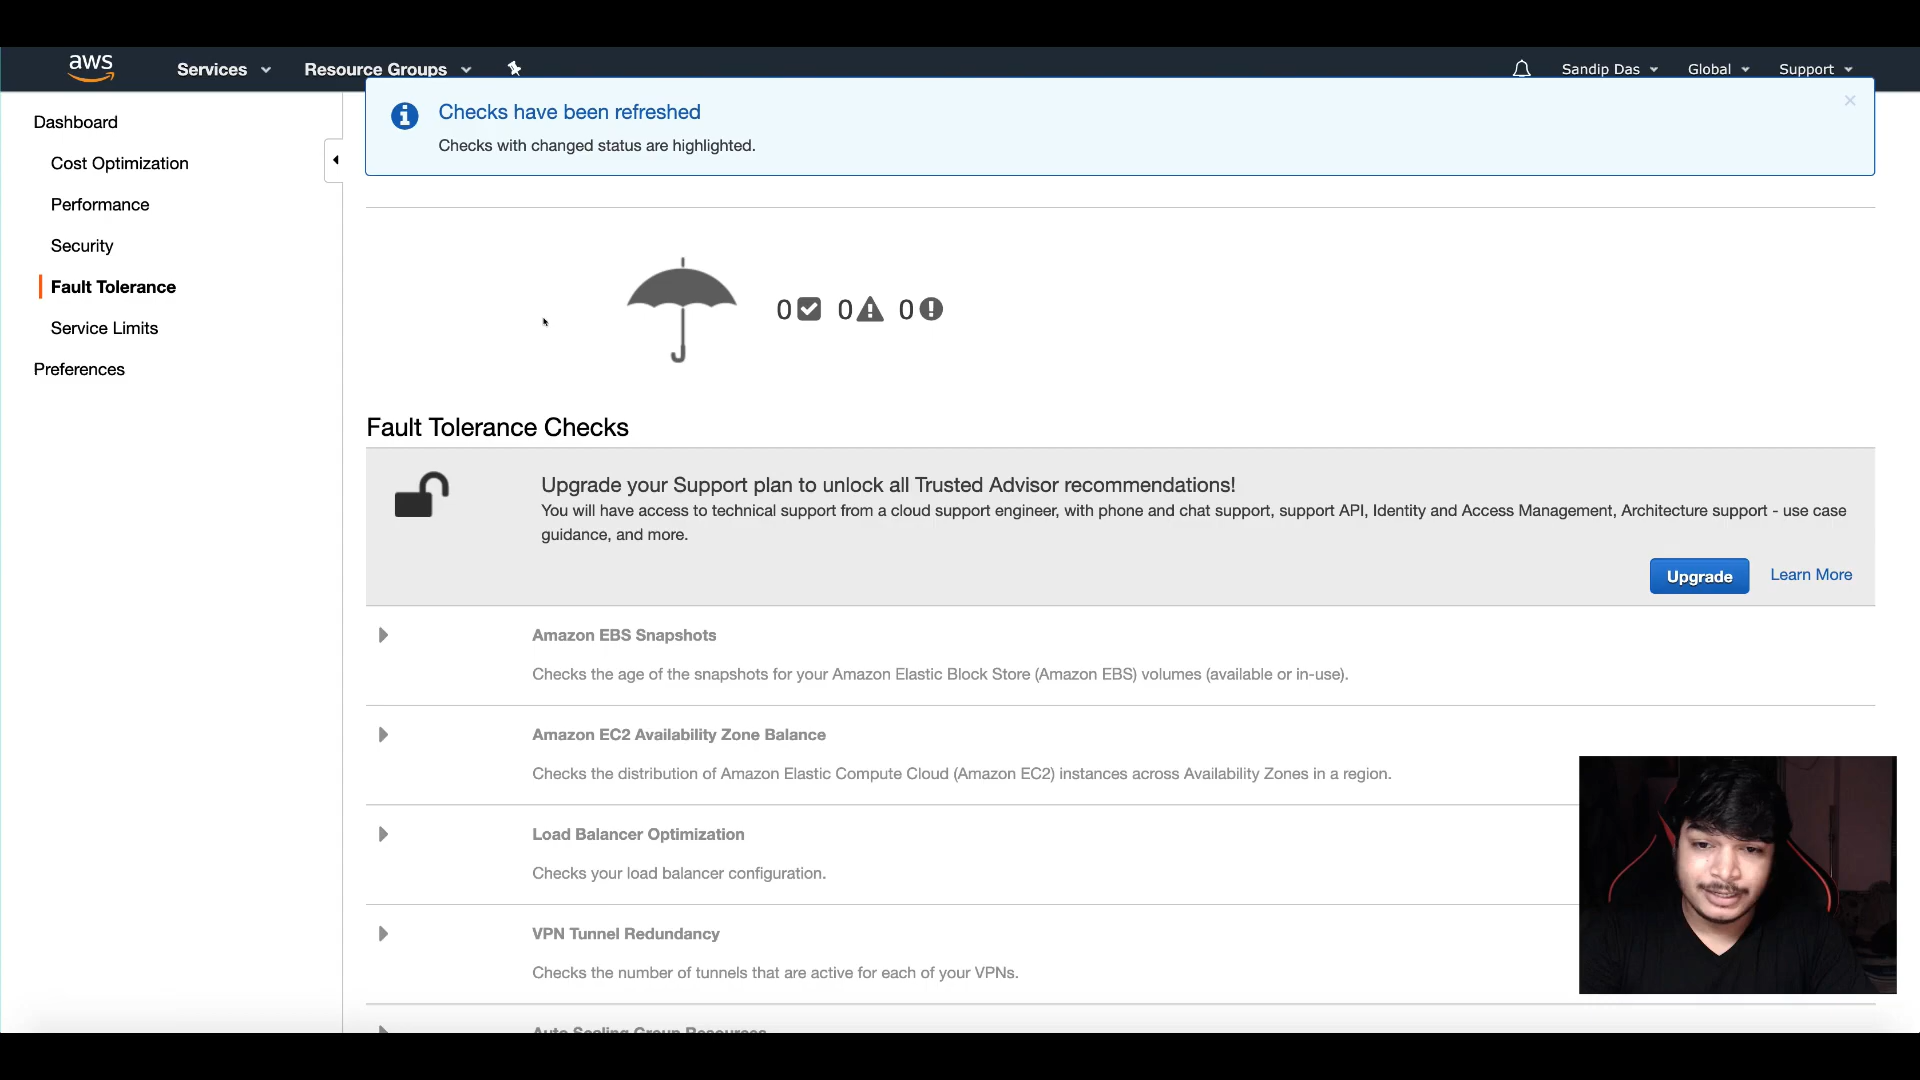 aws Services Resource Groups Sandip Das Global Support
Dashboard
Cost Optimization
Performance
Security
Fault Tolerance
Service Limits
Preferences
Checks have been refreshed
Checks with changed status are highlighted.
0 0 0
Fault Tolerance Checks
Upgrade your Support plan to unlock all Trusted Advisor recommendations!
You will have access to technical support from a cloud support engineer, with phone and chat support, support API, Identity and Access Management, Architecture support - use case
guidance, and more.
Upgrade Learn More
Amazon EBS Snapshots
Checks the age of the snapshots for your Amazon Elastic Block Store (Amazon EBS) volumes (available or in-use).
Amazon EC2 Availability Zone Balance
Checks the distribution of Amazon Elastic Compute Cloud (Amazon EC2) instances across Availability Zones in a region.
Load Balancer Optimization
Checks your load balancer configuration.
VPN Tunnel Redundancy
Checks the number of tunnels that are active for each of your VPNs.
Auto Scaling Group Resources